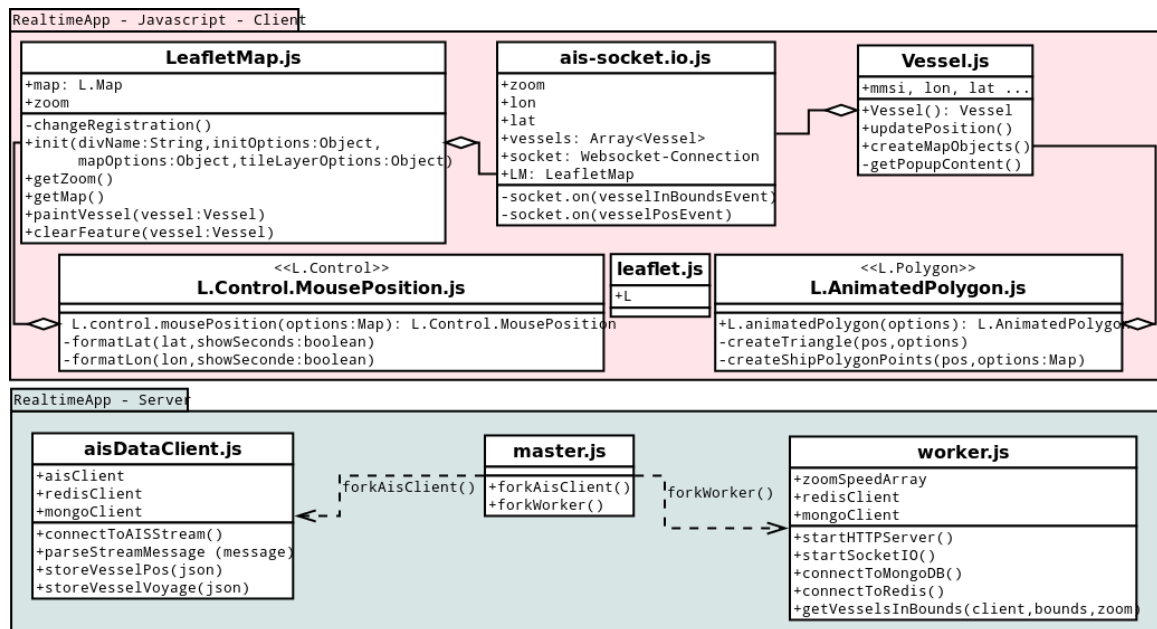 RealtimeApp - Javascript - Client
LeafletMap.js
+map: L.Map
+zoom
-changeRegistration()
+init(divName:String,initOptions:Object,
mapOptions:Object,tileLayerOptions:Object)
+getZoom()
+getMap()
+paintVessel(vessel:Vessel)
+clearFeature(vessel:Vessel)
ais-socket.io.js
+zoom
+lon
+lat
+vessels: Array<Vessel>
+socket: Websocket-Connection
+LM: LeafletMap
-socket.on(vesselInBoundsEvent)
-socket.on(vesselPosEvent)
Vessel.js
+mmsi, lon, lat ...
+Vessel(): Vessel
+updatePosition()
+createMapObjects()
-getPopupContent()
<<L.Control>>
L.Control.MousePosition.js
L.control.mousePosition(options:Map): L.Control.MousePosition
-formatLat(lat,showSeconds:boolean)
-formatLon(lon,showSeconde:boolean)
leaflet.js
+L
<<L.Polygon>>
L.AnimatedPolygon.js
+L.animatedPolygon(options): L.AnimatedPolygon
-createTriangle(pos,options)
-createShipPolygonPoints(pos,options:Map)
RealtimeApp - Server
aisDataClient.js
+aisClient
+redisClient
+mongoClient
+connectToAISStream()
+parseStreamMessage (message)
+storeVesselPos(json)
+storeVesselVoyage(json)
forkAisClient()
master.js
+forkAisClient()
+forkWorker()
forkWorker()
worker.js
+zoomSpeedArray
+redisClient
+mongoClient
+startHTTPServer()
+startSocketIO()
+connectToMongoDB()
+connectToRedis()
+getVesselsInBounds(client,bounds,zoom)